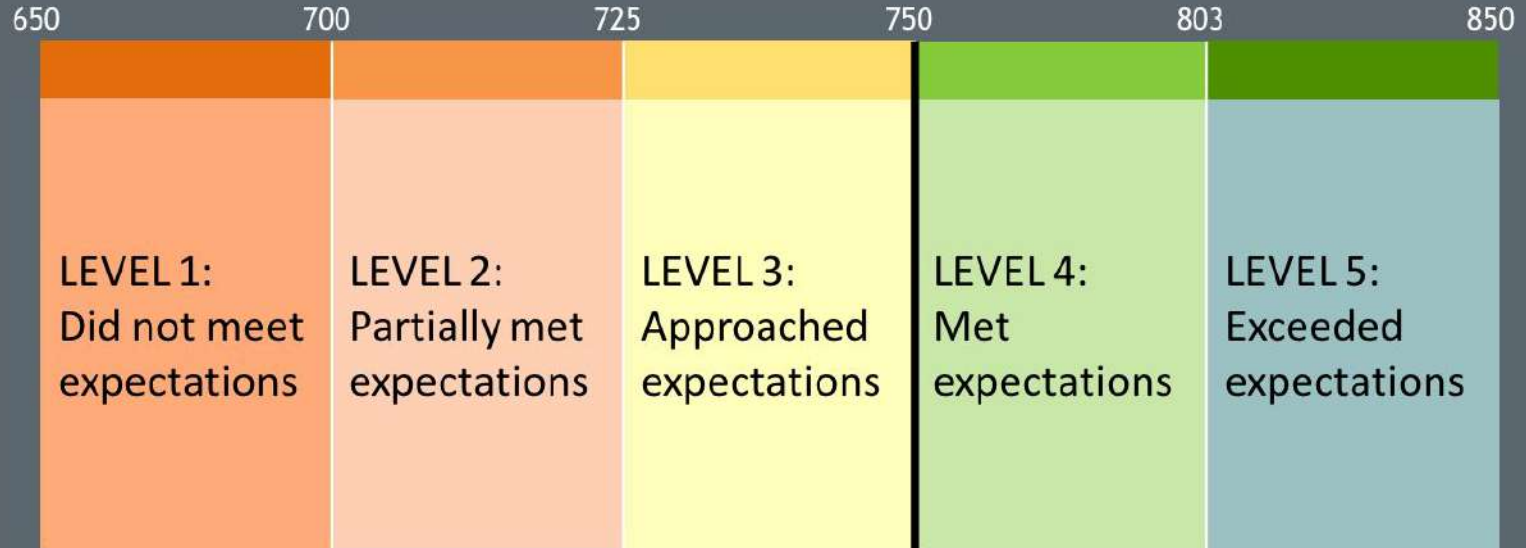 650 700 725 750 803 850
LEVEL 1:
Did not meet
expectations
LEVEL 2:
Partially met
expectations
LEVEL 3:
Approached
expectations
LEVEL 4:
Met
expectations
LEVEL 5:
Exceeded
expectations